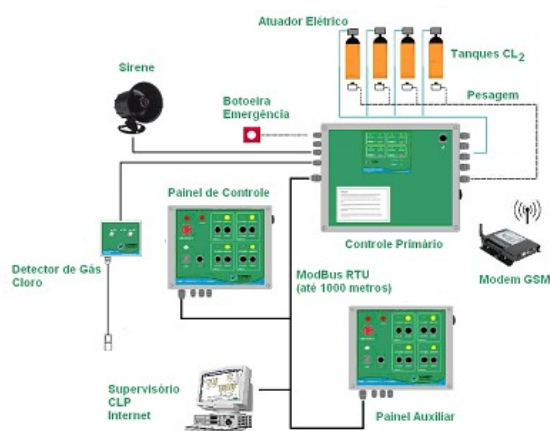 Atuador Elétrico
Tanques CL2
Sirene
Pesagem
Botoeira
Emergência
Painel de Controle
Controle Primário
Detector de Gás
Cloro
ModBus RTU
(até 1000 metros)
Modem GSM
Supervisório
CLP
Internet
Painel Auxiliar